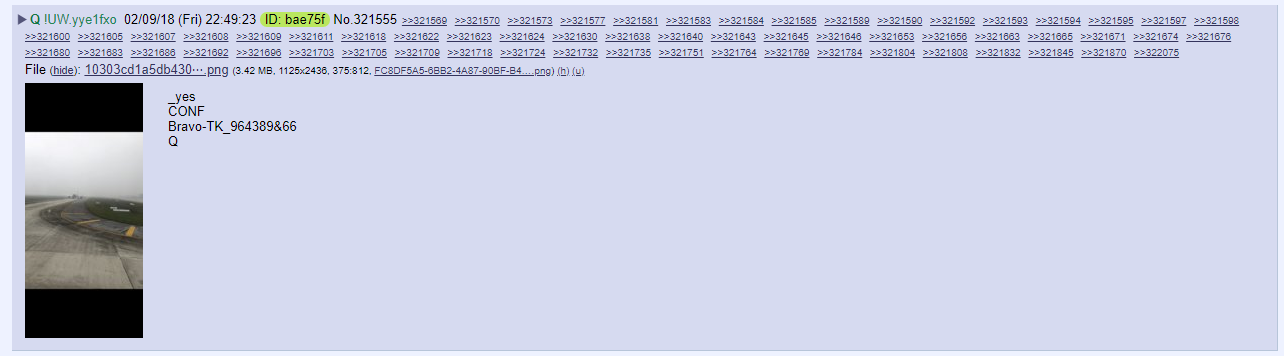 ▶ Q !UW.yye1fxo 02/09/18 (Fri) 22:49:23 ID: bae75f No.321555 >>321569 >>321570 >>321573 >>321577 >>321581 >>321583 >>321584 >>321585 >>321589 >>321590 >>321592 >>321593 >>321594 >>321595 >>321597 >>321598
>>321600 >>321605 >>321607 >>321608 >>321609 >>321611 >>321618 >>321622 >>321623 >>321624 >>321630 >>321638 >>321640 >>321643 >>321645 >>321646 >>321653 >>321656 >>321663 >>321665 >>321671 >>321674 >>321676
>>321680 >>321683 >>321686 >>321692 >>321696 >>321703 >>321705 >>321709 >>321718 >>321724 >>321732 >>321735 >>321751 >>321764 >>321769 >>321784 >>321804 >>321808 >>321832 >>321845 >>321870 >>322075
File (hide): 10303cd1a5db430⋯.png (3.42 MB, 1125x2436, 375:812, FC8DF5A5-6BB2-4A87-90BF-B4….png) (h) (u)
_yes
CONF
Bravo-TK_964389&66
Q